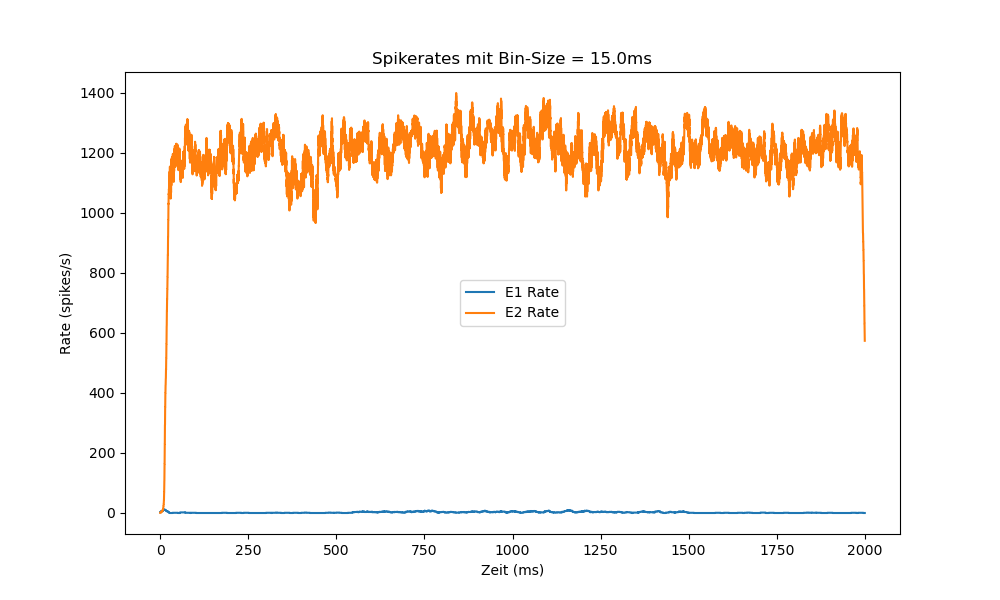 Spikerates mit Bin-Size = 15.0ms
1400
1200
1000
800
600
400
200
0
Rate (spikes/s)
E1 Rate
E2 Rate
0 250 500 750 1000 1250 1500 1750 2000
Zeit (ms)